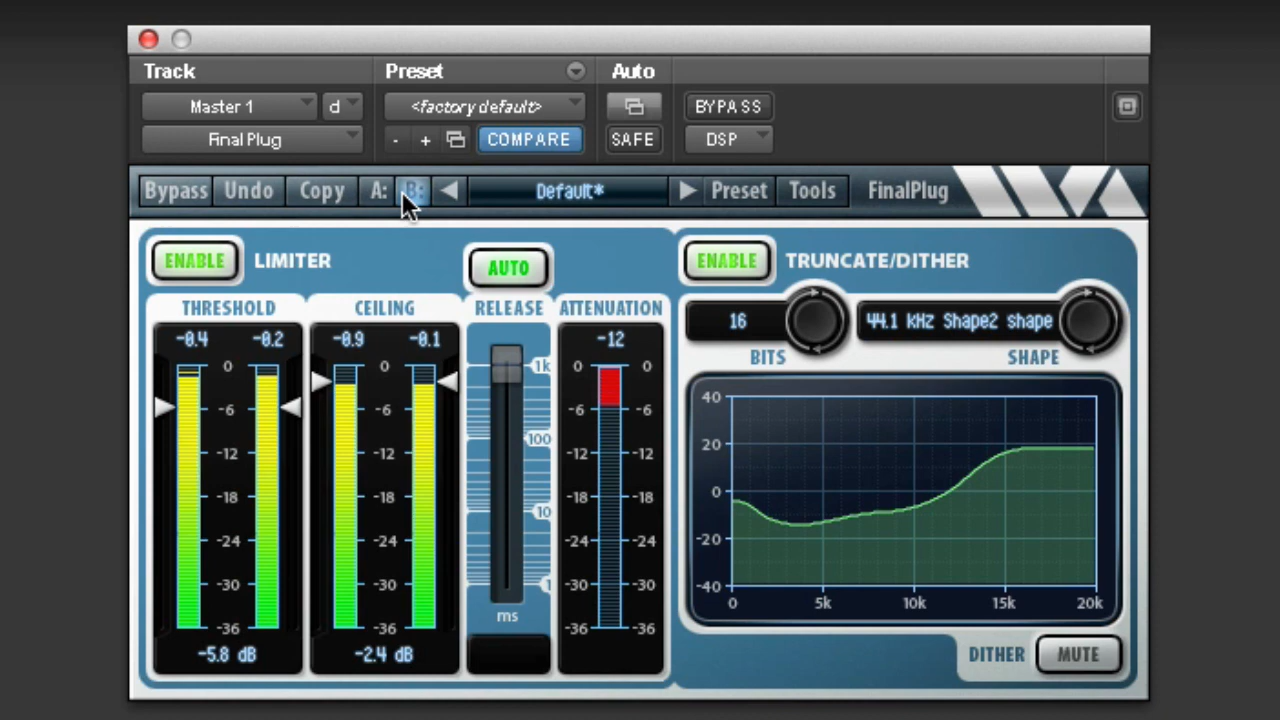 Track Preset Auto
Master 1 d <factory default> BYPASS
Final Plug - + COMPARE SAFE DSP
Bypass Undo Copy A: B: Default* Preset Tools FinalPlug
ENABLE LIMITER AUTO ENABLE TRUNCATE/DITHER
THRESHOLD CEILING RELEASE ATTENUATION
16 44.1 kHz Shape2 shape
BITS SHAPE
-0.4 -0.2 -0.9 -0.1 -12
0 0 1k 0 0
-6 -6 -6 -6
-12 -12 100 -12 -12
-18 -18 10 -18 -18
-24 -24 -24 -24
-30 -30 1 -30 -30
-36 -36 -36 -36
ms
-5.8 dB -2.4 dB
40
20
0
-20
-40
0 5k 10k 15k 20k
DITHER MUTE